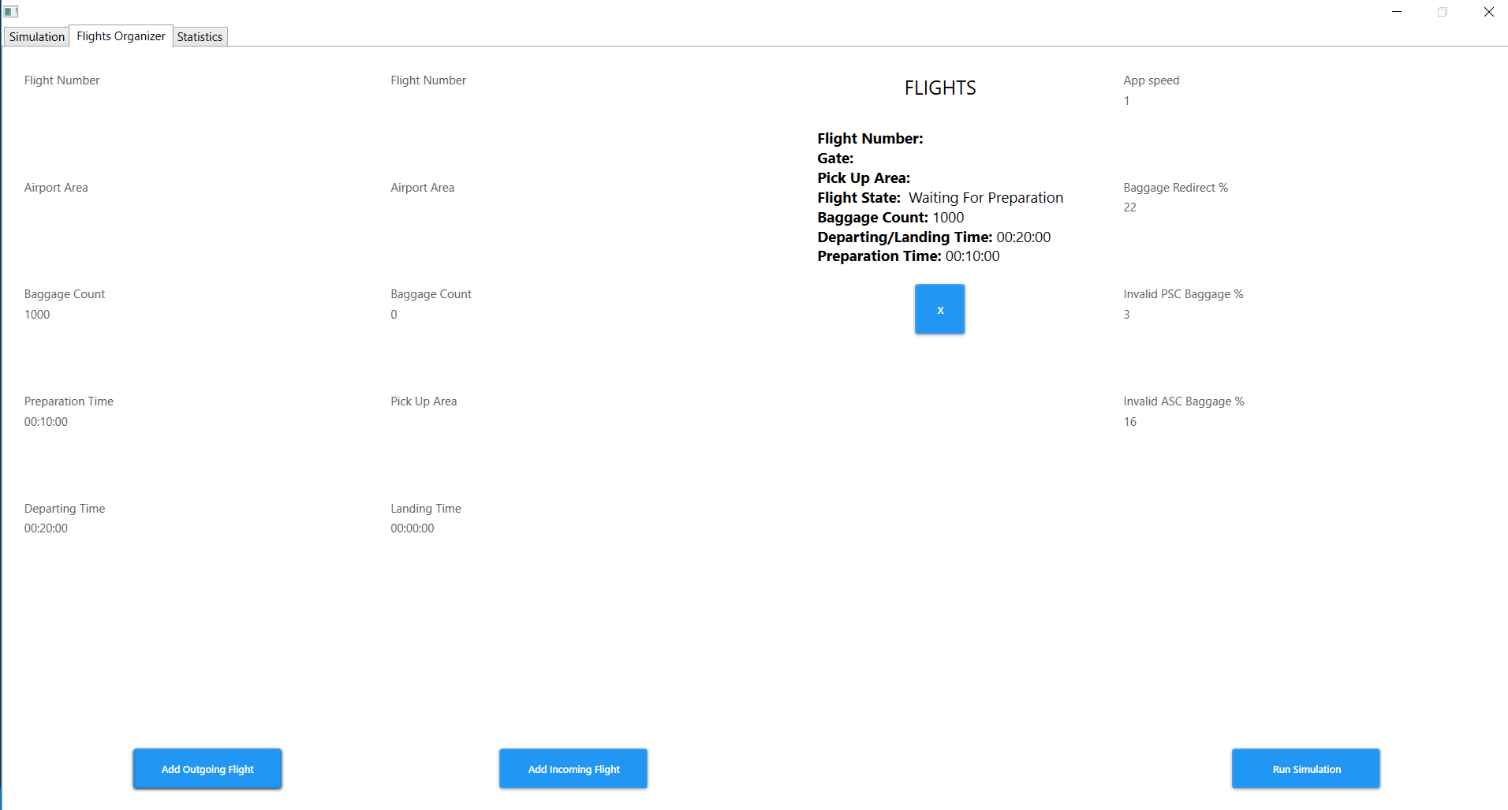 Simulation
Flights Organizer
Statistics
Flight Number
Airport Area
Baggage Count
1000
Preparation Time
00:10:00
Departing Time
00:20:00
Add Outgoing Flight
Flight Number
Airport Area
Baggage Count
0
Pick Up Area
Landing Time
00:00:00
Add Incoming Flight
FLIGHTS
Flight Number:
Gate:
Pick Up Area:
Flight State: Waiting For Preparation
Baggage Count: 1000
Departing/Landing Time: 00:20:00
Preparation Time: 00:10:00
X
App speed
1
Baggage Redirect %
22
Invalid PSC Baggage %
3
Invalid ASC Baggage %
16
Run Simulation